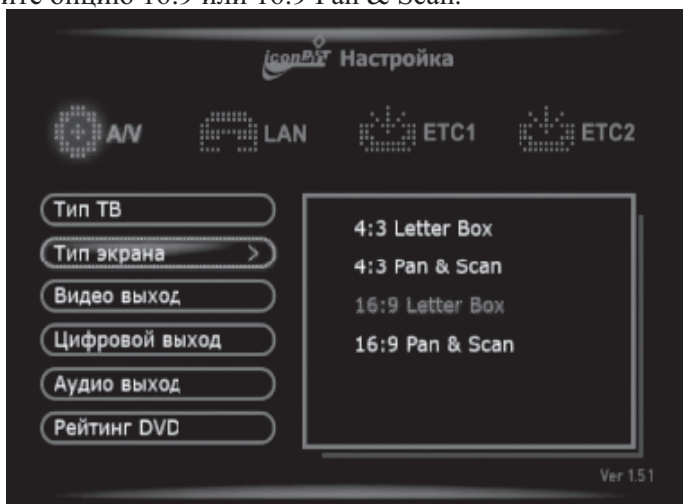 ите опцию 16:9 или 16:9 Pan & Scan.
iconBIT Настройка
A/V LAN ETC1 ETC2
Тип ТВ
Тип экрана >
Видео выход
Цифровой выход
Аудио выход
Рейтинг DVD
4:3 Letter Box
4:3 Pan & Scan
16:9 Letter Box
16:9 Pan & Scan
Ver 1.51